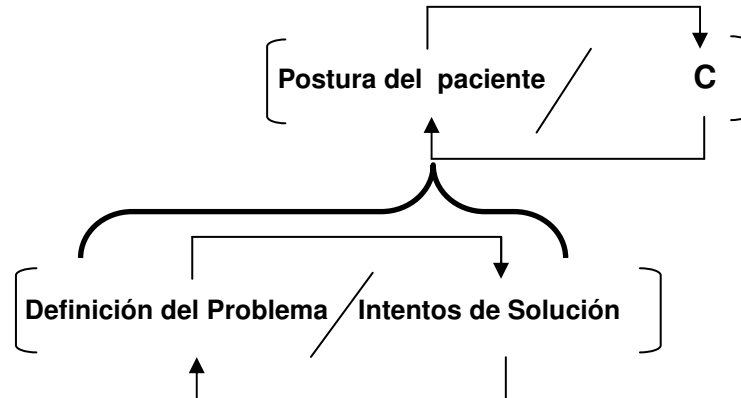 Postura del paciente / C
Definición del Problema / Intentos de Solución